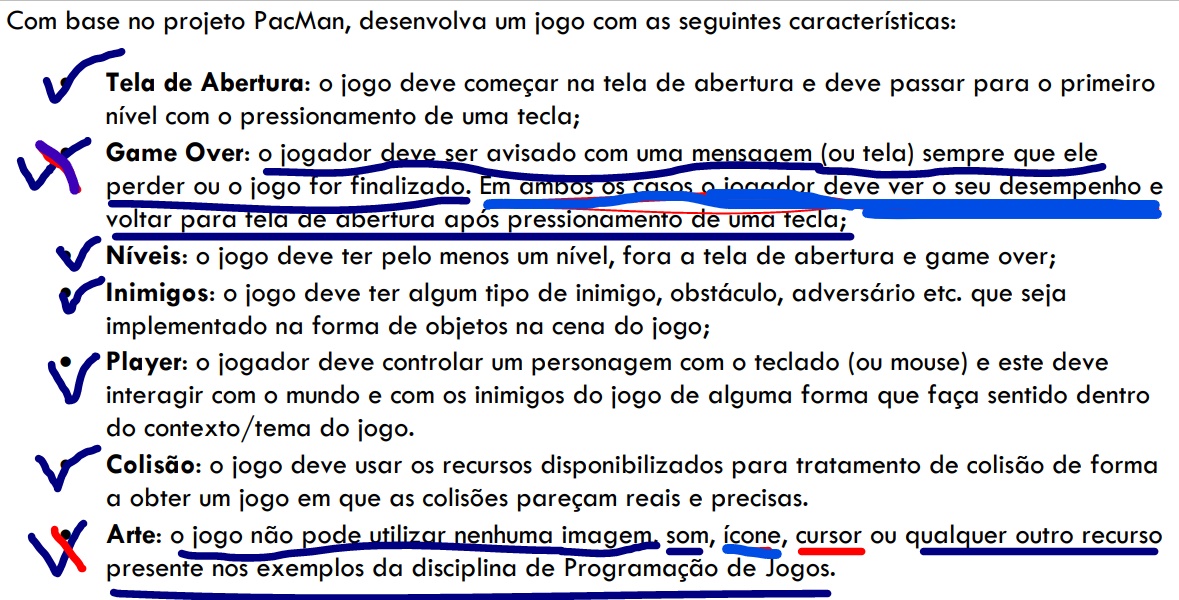 Com base no projeto PacMan, desenvolva um jogo com as seguintes características:
• Tela de Abertura: o jogo deve começar na tela de abertura e deve passar para o primeiro
nível com o pressionamento de uma tecla;
• Game Over: o jogador deve ser avisado com uma mensagem (ou tela) sempre que ele
perder ou o jogo for finalizado. Em ambos os casos o jogador deve ver o seu desempenho e
voltar para tela de abertura após pressionamento de uma tecla;
• Níveis: o jogo deve ter pelo menos um nível, fora a tela de abertura e game over;
• Inimigos: o jogo deve ter algum tipo de inimigo, obstáculo, adversário etc. que seja
implementado na forma de objetos na cena do jogo;
• Player: o jogador deve controlar um personagem com o teclado (ou mouse) e este deve
interagir com o mundo e com os inimigos do jogo de alguma forma que faça sentido dentro
do contexto/tema do jogo.
• Colisão: o jogo deve usar os recursos disponibilizados para tratamento de colisão de forma
a obter um jogo em que as colisões pareçam reais e precisas.
• Arte: o jogo não pode utilizar nenhuma imagem, som, ícone, cursor ou qualquer outro recurso
presente nos exemplos da disciplina de Programação de Jogos.